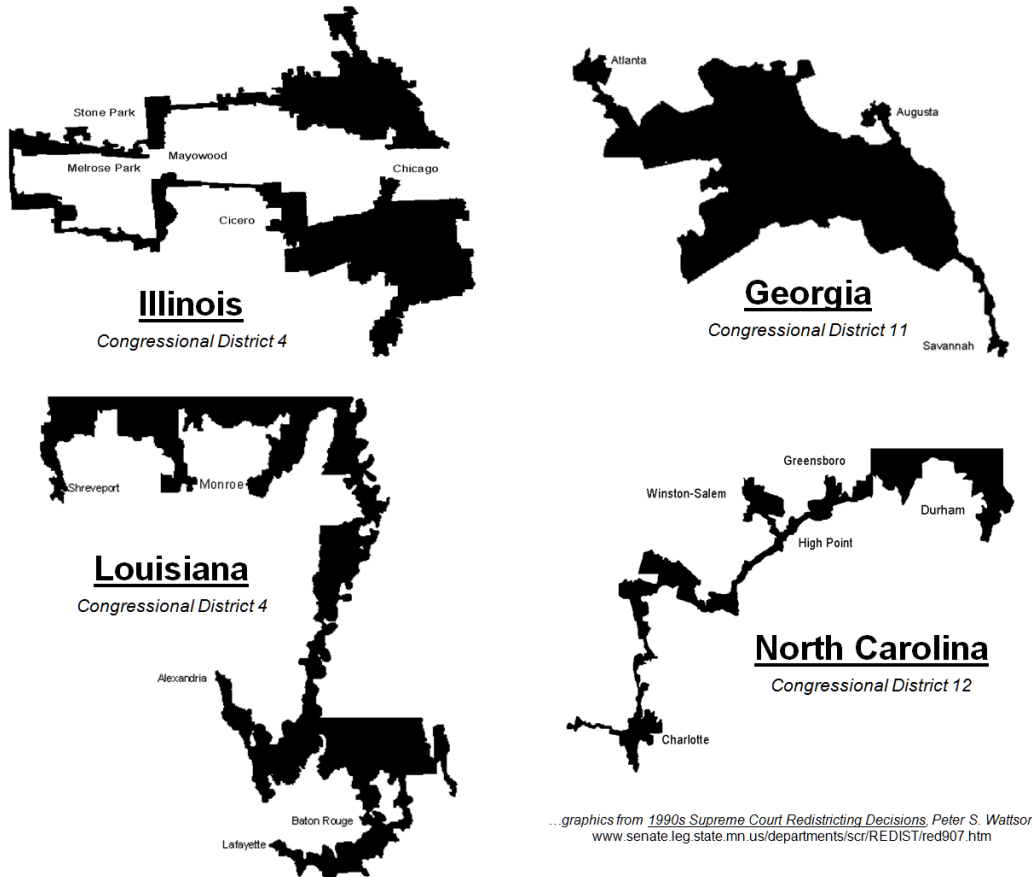 Stone Park
Melrose Park
Mayowood
Chicago
Cicero
Illinois
Congressional District 4
Atlanta
Augusta
Georgia
Congressional District 11
Savannah
Shreveport
Monroe
Louisiana
Congressional District 4
Alexandria
Baton Rouge
Lafayette
Greensboro
Winston-Salem
Durham
High Point
North Carolina
Congressional District 12
Charlotte
...graphics from 1990s Supreme Court Redistricting Decisions, Peter S. Wattsor
www.senate.leg.state.mn.us/departments/scr/REDIST/red907.htm